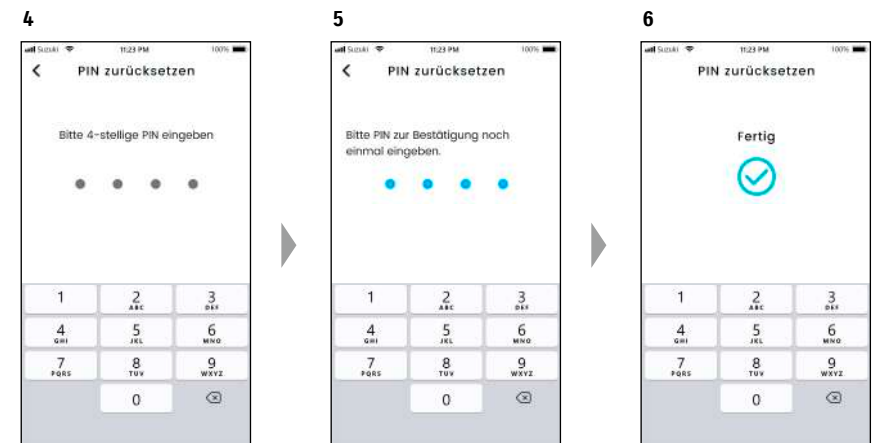 4
Suzuki 11:23 PM 100%
PIN zurücksetzen
Bitte 4-stellige PIN eingeben
1 2 3
ABC DEF
4 5 6
GHI JKL MNO
7 8 9
PQRS TUV WXYZ
0
5
Suzuki 11:23 PM 100%
PIN zurücksetzen
Bitte PIN zur Bestätigung noch
einmal eingeben.
1 2 3
ABC DEF
4 5 6
GHI JKL MNO
7 8 9
PQRS TUV WXYZ
0
6
Suzuki 11:23 PM 100%
PIN zurücksetzen
Fertig
1 2 3
ABC DEF
4 5 6
GHI JKL MNO
7 8 9
PQRS TUV WXYZ
0